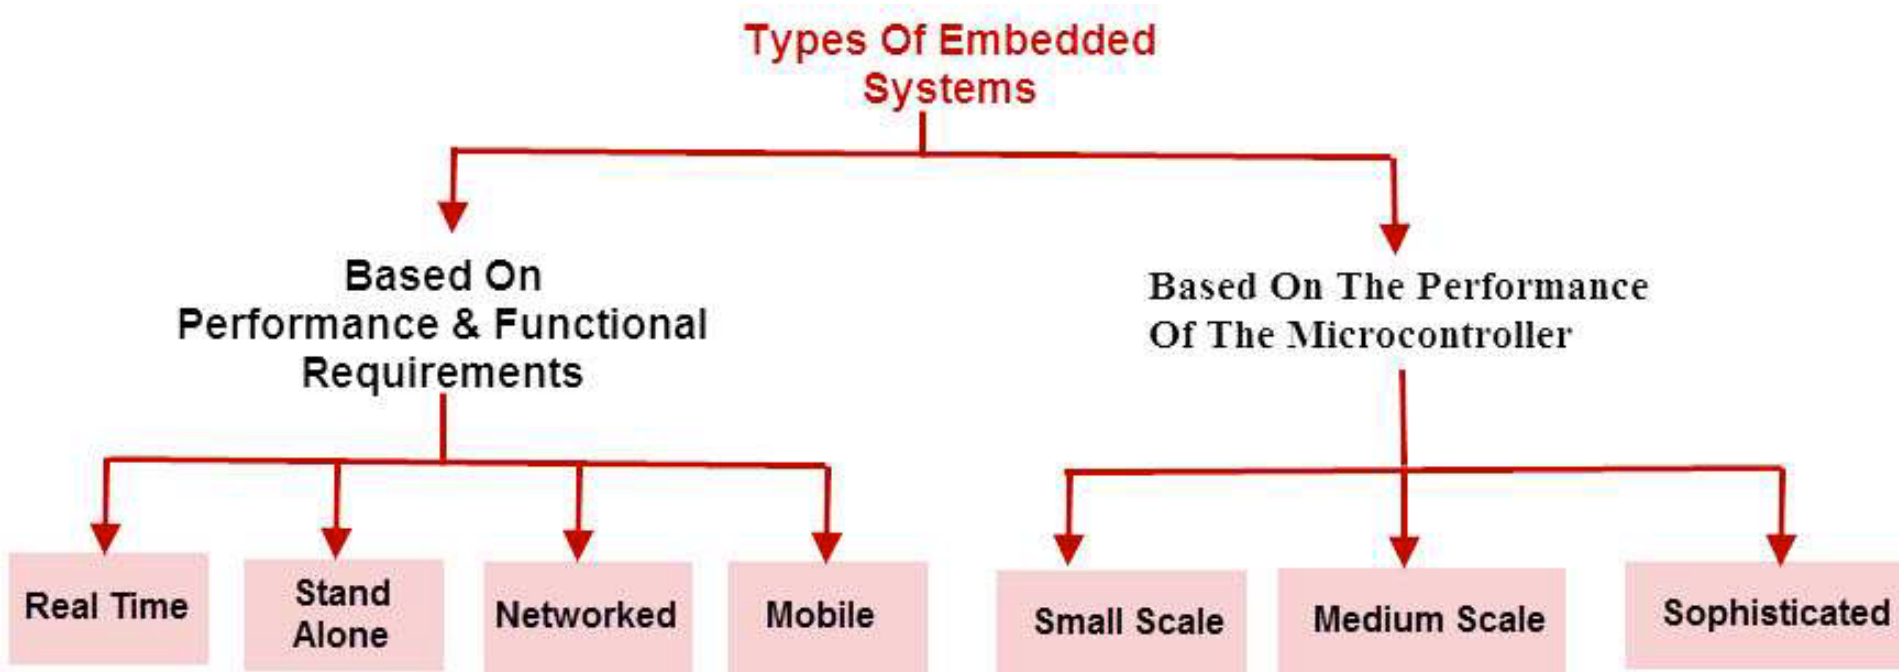 Types Of Embedded
Systems
Based On
Performance & Functional
Requirements
Based On The Performance
Of The Microcontroller
Real Time
Stand
Alone
Networked
Mobile
Small Scale
Medium Scale
Sophisticated